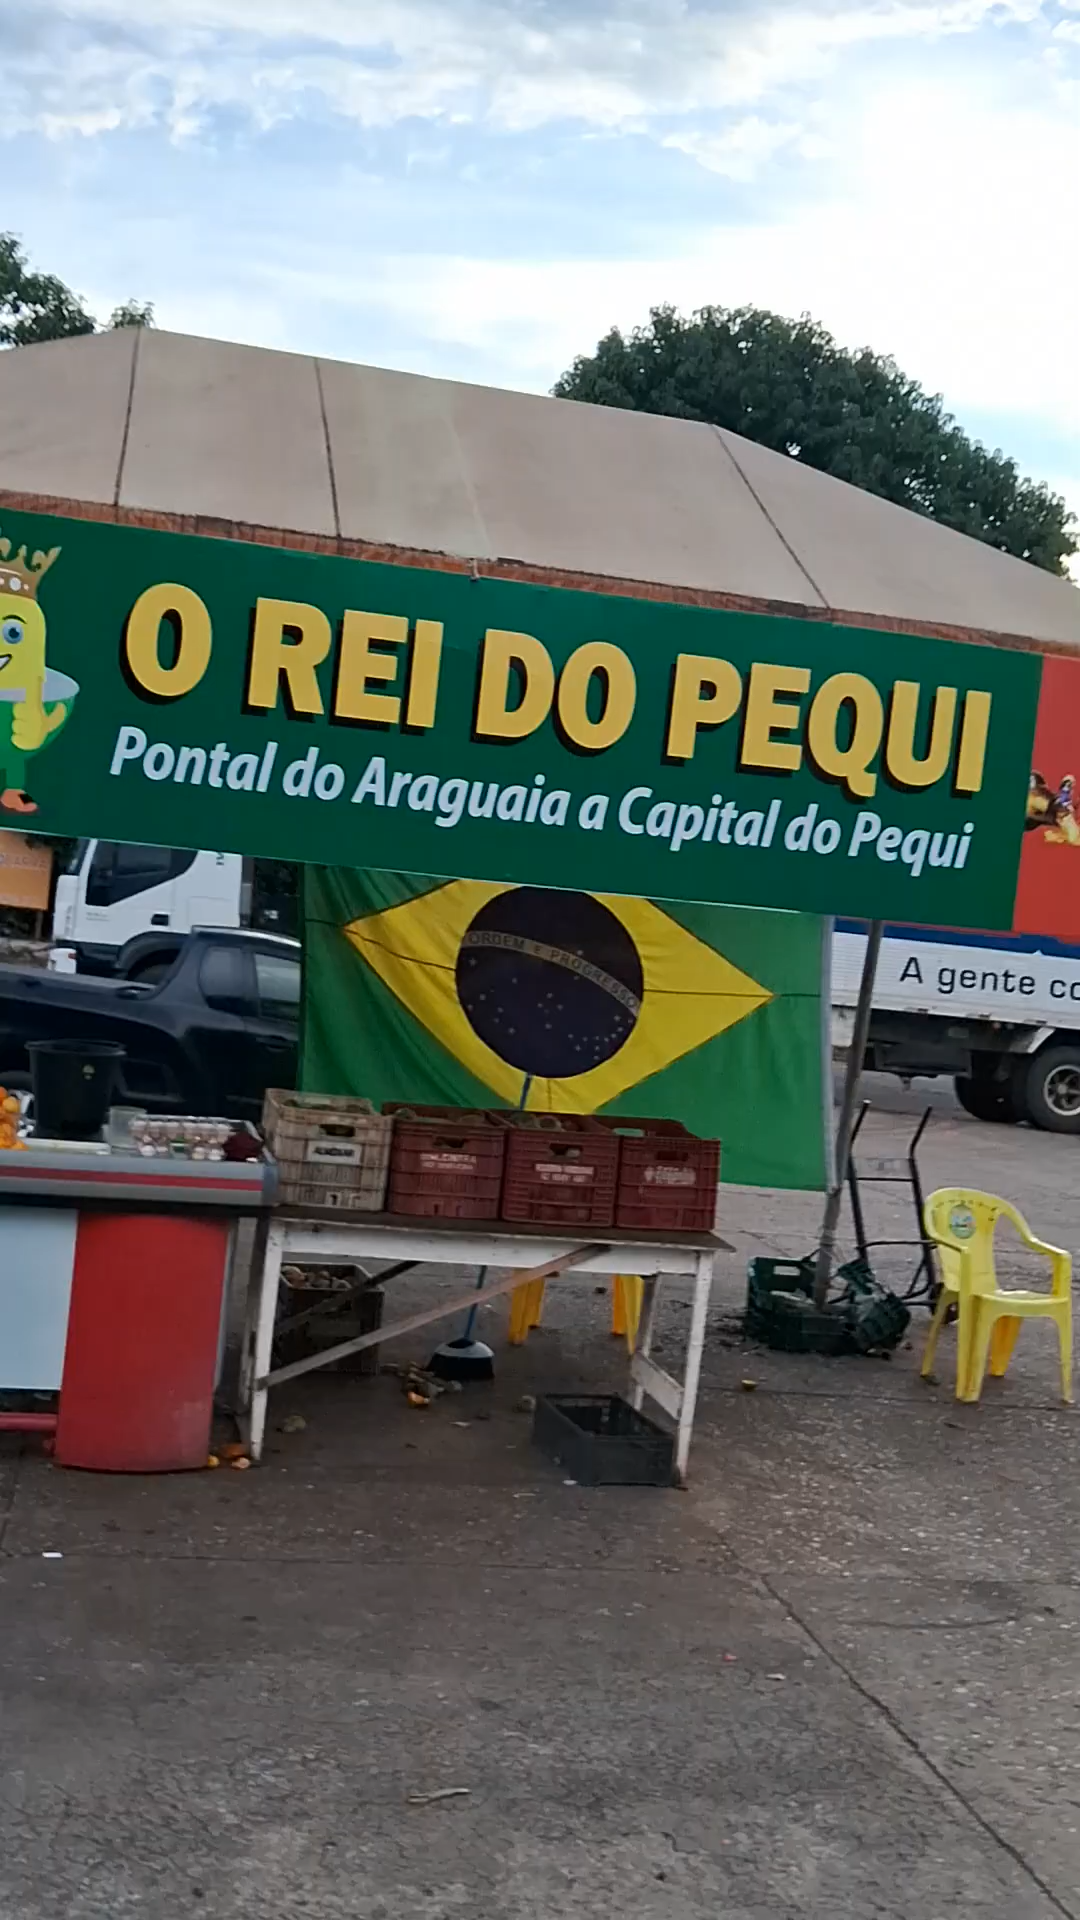 O REI DO PEQUI
Pontal do Araguaia a Capital do Pequi
ORDEM E PROGRESSO
A gente co